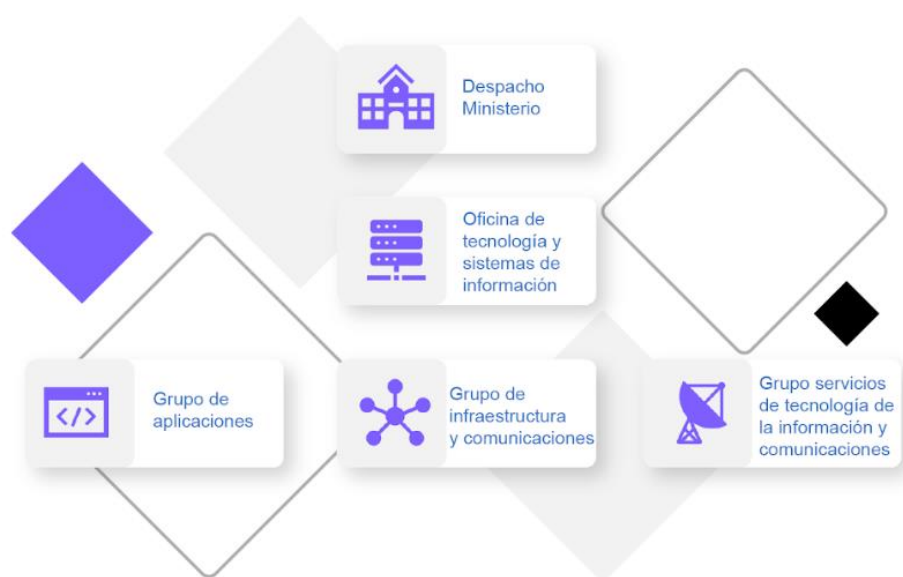 Despacho
Ministerio
Oficina de
tecnología y
sistemas de
información
Grupo de
aplicaciones
Grupo de
infraestructura
y comunicaciones
Grupo servicios
de tecnología de
la información y
comunicaciones